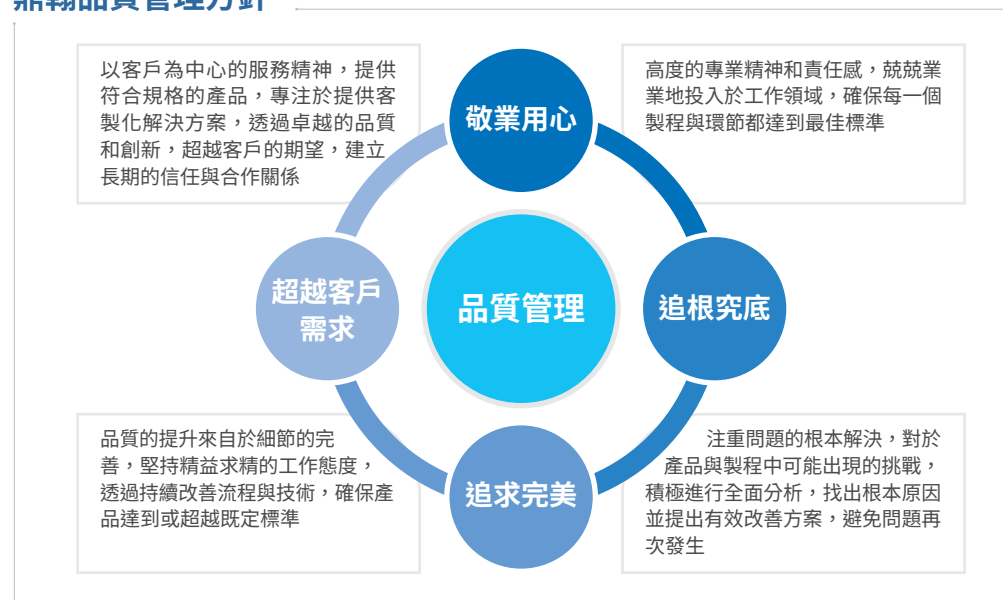 鼎翰品質管理方針
以客戶為中心的服務精神，提供
符合規格的產品，專注於提供客
製化解決方案，透過卓越的品質
和創新，超越客戶的期望，建立
長期的信任與合作關係
敬業用心
高度的專業精神和責任感，兢兢業
業地投入於工作領域，確保每一個
製程與環節都達到最佳標準
超越客戶
需求
品質管理
追根究底
品質的提升來自於細節的完
善，堅持精益求精的工作態度，
透過持續改善流程與技術，確保產
品達到或超越既定標準
追求完美
注重問題的根本解決，對於
產品與製程中可能出現的挑戰，
積極進行全面分析，找出根本原因
並提出有效改善方案，避免問題再
次發生